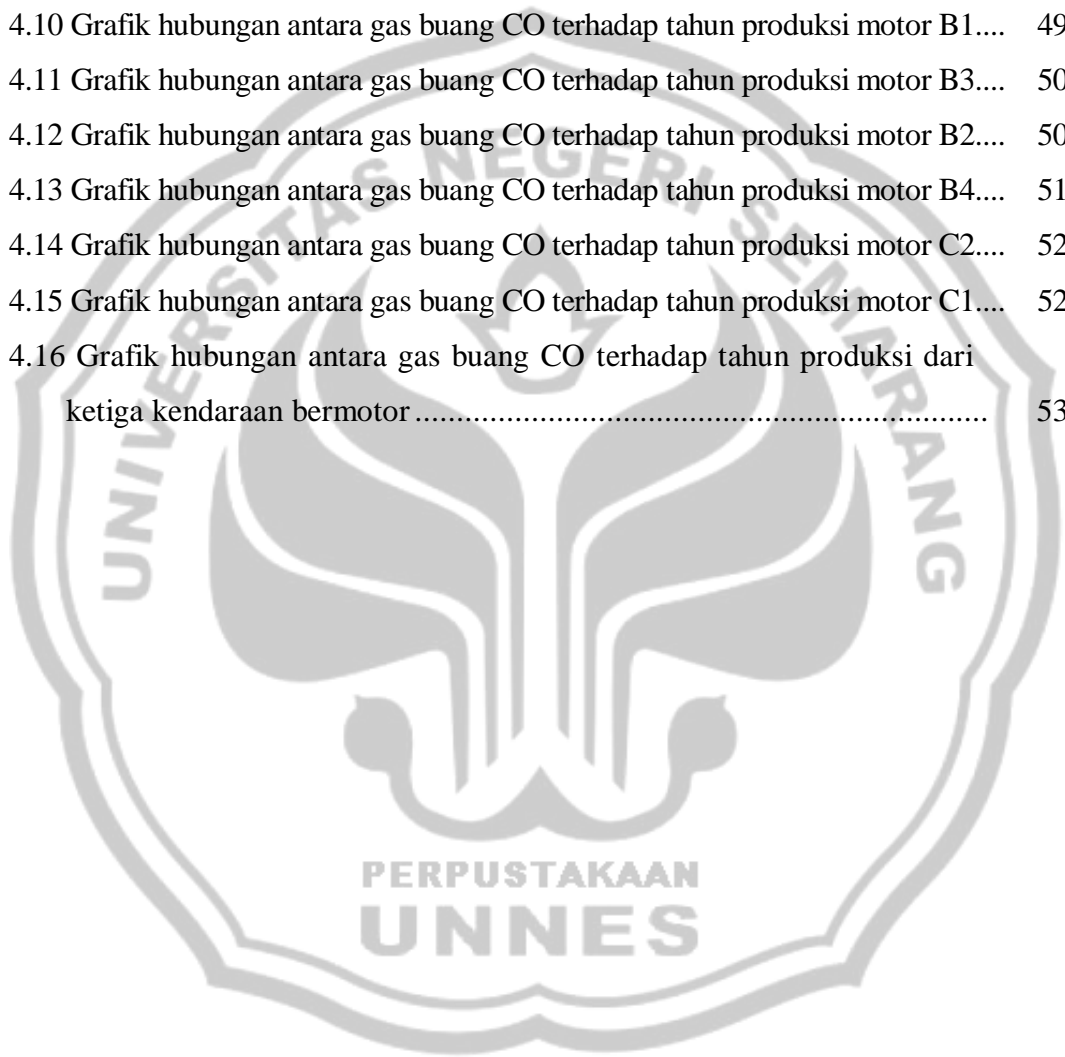 4.10 Grafik hubungan antara gas buang CO terhadap tahun produksi motor B1.... 49
4.11 Grafik hubungan antara gas buang CO terhadap tahun produksi motor B3.... 50
4.12 Grafik hubungan antara gas buang CO terhadap tahun produksi motor B2.... 50
4.13 Grafik hubungan antara gas buang CO terhadap tahun produksi motor B4.... 51
4.14 Grafik hubungan antara gas buang CO terhadap tahun produksi motor C2.... 52
4.15 Grafik hubungan antara gas buang CO terhadap tahun produksi motor C1.... 52
4.16 Grafik hubungan antara gas buang CO terhadap tahun produksi dari
ketiga kendaraan bermotor............................................................ 53
UNIVERSITAS NEGERI SEMARANG
PERPUSTAKAAN
UNNES